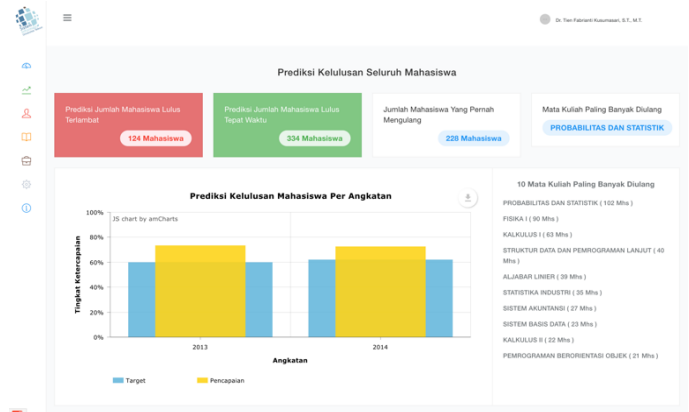 Dr. Tien Fabrianti Kusumasari, S.T., M.T.
Prediksi Kelulusan Seluruh Mahasiswa
Prediksi Jumlah Mahasiswa Lulus
Terlambat
124 Mahasiswa
Prediksi Jumlah Mahasiswa Lulus
Tepat Waktu
334 Mahasiswa
Jumlah Mahasiswa Yang Pernah
Mengulang
228 Mahasiswa
Mata Kuliah Paling Banyak Diulang
PROBABILITAS DAN STATISTIK
Prediksi Kelulusan Mahasiswa Per Angkatan
JS chart by amCharts
Tingkat Ketercapaian
100%
80%
60%
40%
20%
0%
2013
2014
Angkatan
Target
Pencapaian
10 Mata Kuliah Paling Banyak Diulang
PROBABILITAS DAN STATISTIK ( 102 Mhs )
FISIKA I ( 90 Mhs )
KALKULUS I ( 63 Mhs )
STRUKTUR DATA DAN PEMROGRAMAN LANJUT ( 40
Mhs )
ALJABAR LINIER ( 39 Mhs )
STATISTIKA INDUSTRI ( 35 Mhs )
SISTEM AKUNTANSI ( 27 Mhs )
SISTEM BASIS DATA ( 23 Mhs )
KALKULUS II ( 22 Mhs )
PEMROGRAMAN BERORIENTASI OBJEK ( 21 Mhs )